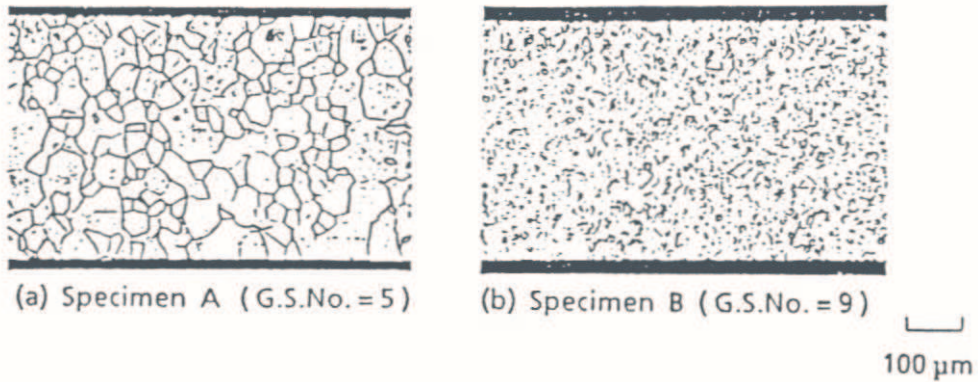 (a) Specimen A (G.S.No. = 5)
(b) Specimen B (G.S.No. = 9)
100 μm